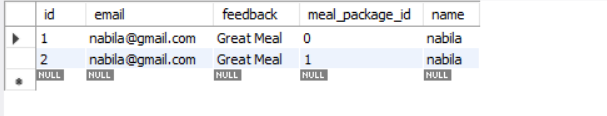 id email feedback meal_package_id name
1 nabila@gmail.com Great Meal 0 nabila
2 nabila@gmail.com Great Meal 1 nabila
NULL NULL NULL NULL NULL